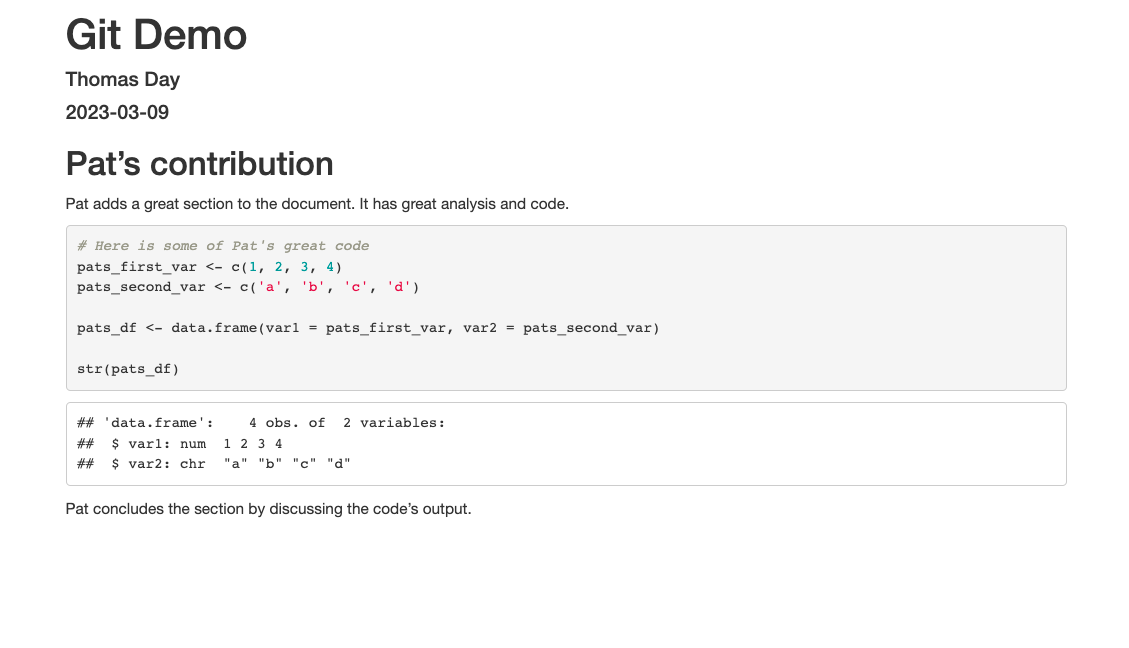 Git Demo
Thomas Day
2023-03-09
Pat’s contribution
Pat adds a great section to the document. It has great analysis and code.
# Here is some of Pat's great code
pats_first_var <- c(1, 2, 3, 4)
pats_second_var <- c('a', 'b', 'c', 'd')
pats_df <- data.frame(var1 = pats_first_var, var2 = pats_second_var)
str(pats_df)
## 'data.frame':    4 obs. of  2 variables:
##  $ var1: num  1 2 3 4
##  $ var2: chr  "a" "b" "c" "d"
Pat concludes the section by discussing the code’s output.